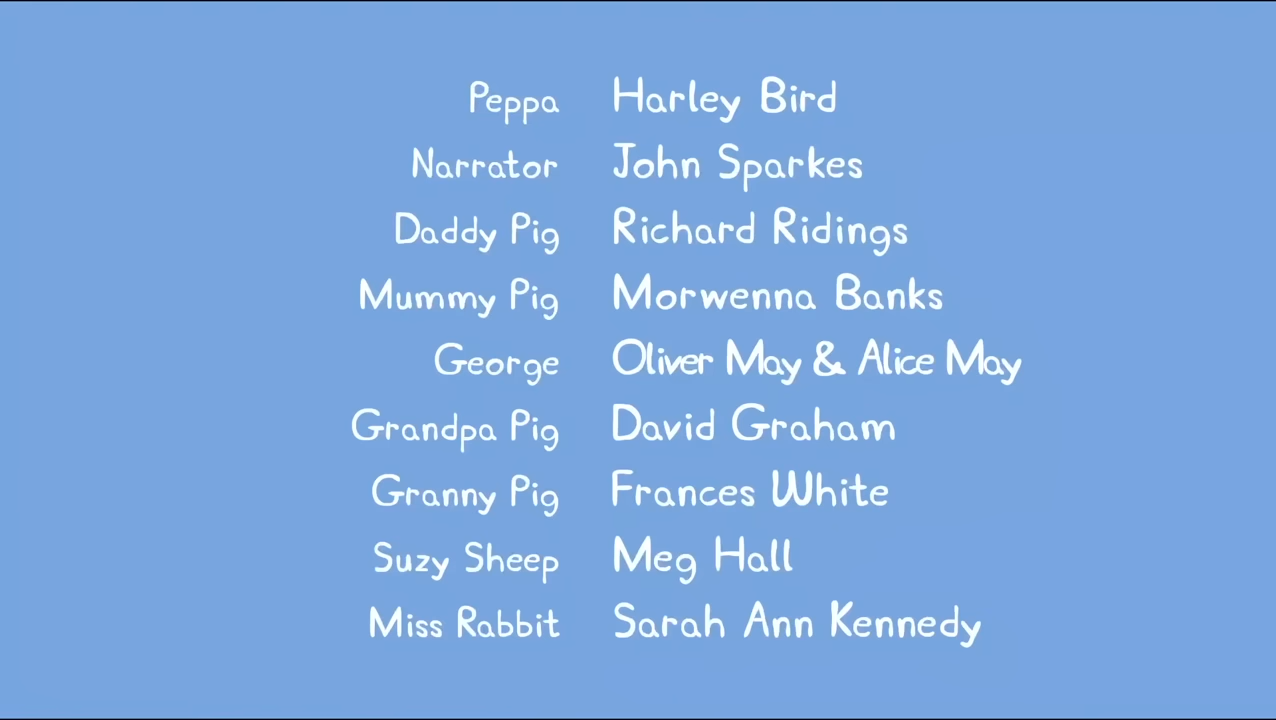 Peppa Harley Bird
Narrator John Sparkes
Daddy Pig Richard Ridings
Mummy Pig Morwenna Banks
George Oliver May & Alice May
Grandpa Pig David Graham
Granny Pig Frances White
Suzy Sheep Meg Hall
Miss Rabbit Sarah Ann Kennedy